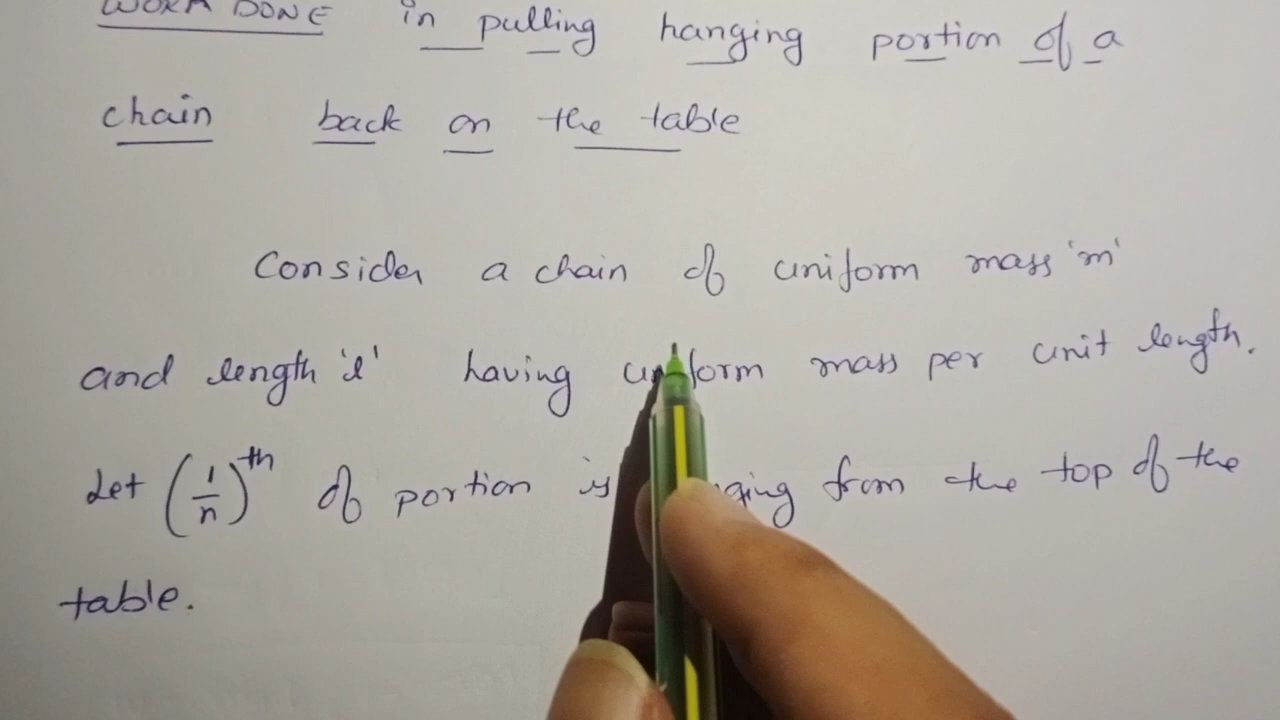 WORK DONE in pulling hanging portion of a
chain back on the table
Consider a chain of uniform mass 'm'
and length 'l' having uniform mass per unit length.
Let (1/n)th of portion is from the top of the
table.